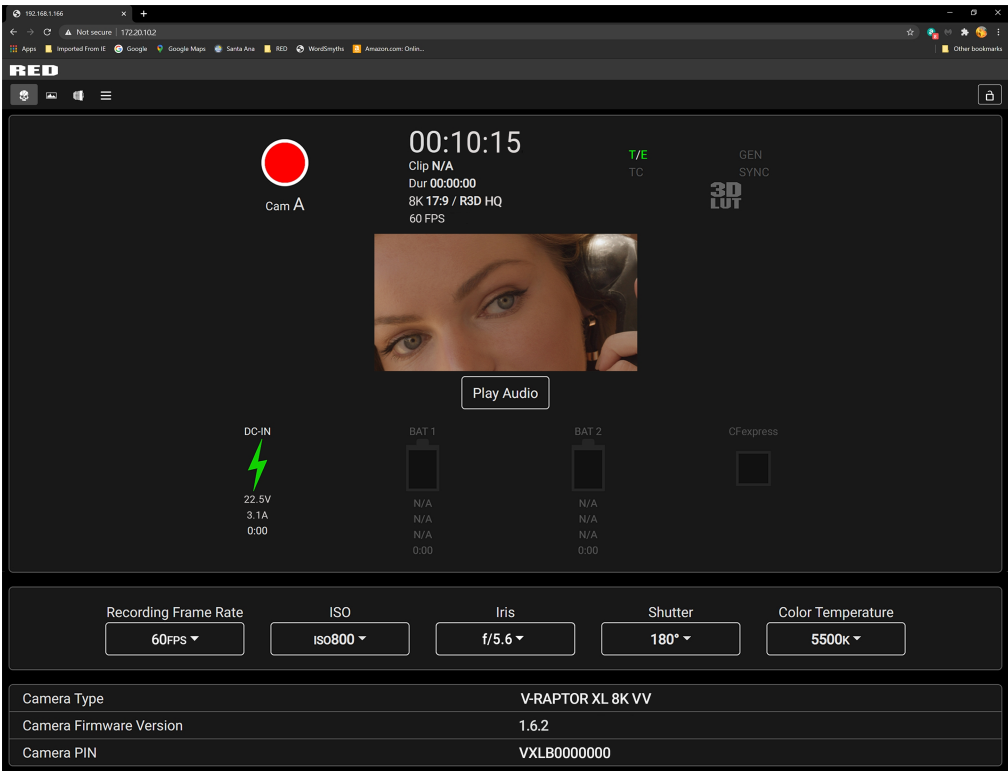 192.168.1.166
Not secure | 172.20.10.2
Apps Imported From IE Google Google Maps Santa Ana RED WordSmyths Amazon.com: Onlin... Other bookmarks
RED
00:10:15
Clip N/A
Dur 00:00:00
8K 17:9 / R3D HQ
60 FPS
Cam A
T/E
TC
GEN
SYNC
3D
LUT
Play Audio
DC-IN
22.5V
3.1A
0:00
BAT 1
N/A
N/A
N/A
0:00
BAT 2
N/A
N/A
N/A
0:00
CFexpress
Recording Frame Rate ISO Iris Shutter Color Temperature
60FPS ISO800 f/5.6 180° 5500K
Camera Type V-RAPTOR XL 8K VV
Camera Firmware Version 1.6.2
Camera PIN VXLB0000000